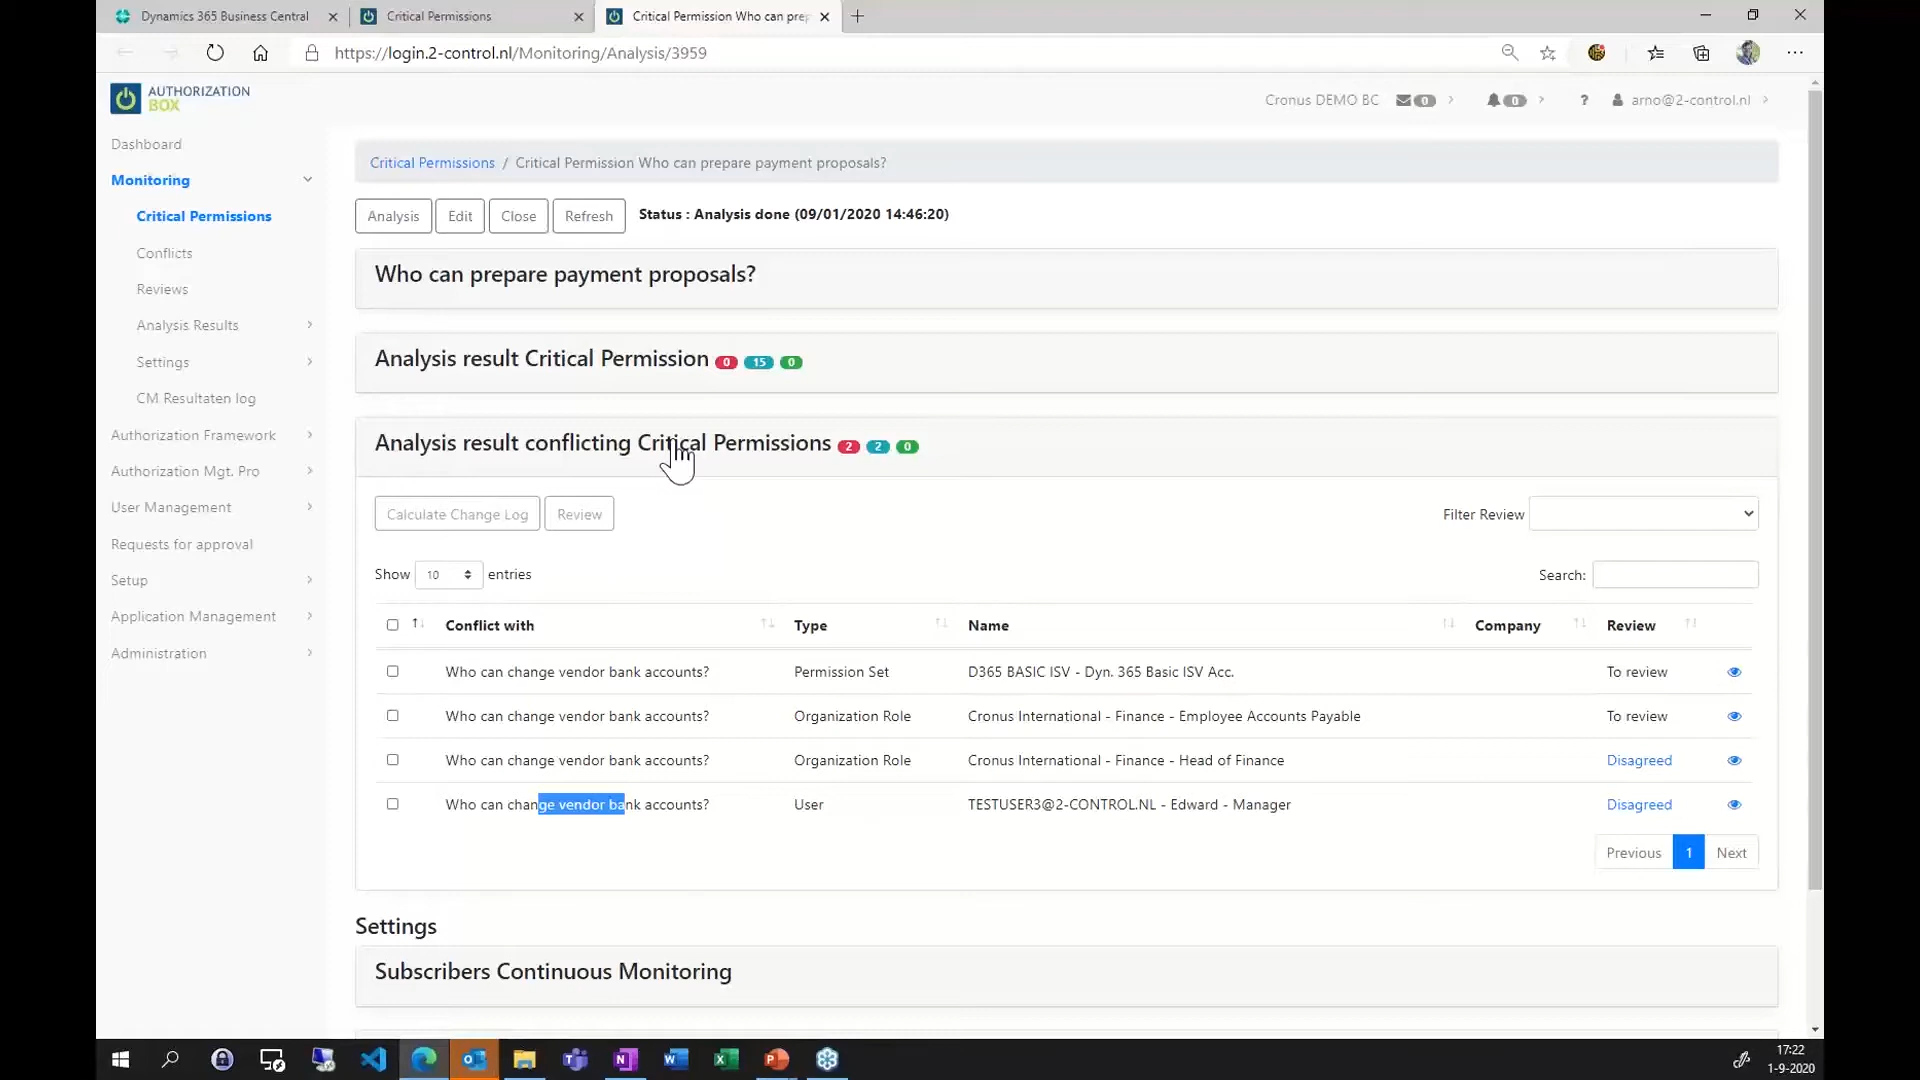 Dynamics 365 Business Central
Critical Permissions
Critical Permission Who can prep
https://login.2-control.nl/Monitoring/Analysis/3959
AUTHORIZATION
BOX
Cronus DEMO BC
0
0
?
arno@2-control.nl
Dashboard
Monitoring
Critical Permissions
Conflicts
Reviews
Analysis Results
Settings
CM Resultaten log
Authorization Framework
Authorization Mgt. Pro
User Management
Requests for approval
Setup
Application Management
Administration
Critical Permissions / Critical Permission Who can prepare payment proposals?
Analysis Edit Close Refresh Status : Analysis done (09/01/2020 14:46:20)
Who can prepare payment proposals?
Analysis result Critical Permission 0 15 0
Analysis result conflicting Critical Permissions 2 2 0
Calculate Change Log Review Filter Review
Show 10 entries Search:
Conflict with Type Name Company Review
Who can change vendor bank accounts? Permission Set D365 BASIC ISV - Dyn. 365 Basic ISV Acc. To review
Who can change vendor bank accounts? Organization Role Cronus International - Finance - Employee Accounts Payable To review
Who can change vendor bank accounts? Organization Role Cronus International - Finance - Head of Finance Disagreed
Who can change vendor bank accounts? User TESTUSER3@2-CONTROL.NL - Edward - Manager Disagreed
Previous 1 Next
Settings
Subscribers Continuous Monitoring
17:22
1-9-2020